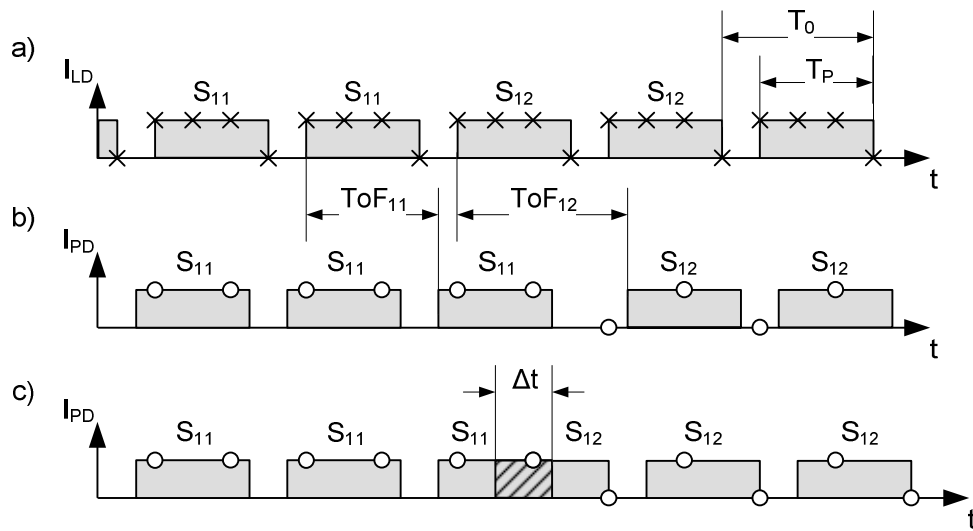 T₀
a)
I_LD
S₁₁ S₁₁ S₁₂ S₁₂ T_P
t
b)
ToF₁₁ ToF₁₂
I_PD
S₁₁ S₁₁ S₁₁ S₁₂ S₁₂
t
c)
Δt
I_PD
S₁₁ S₁₁ S₁₁ S₁₂ S₁₂ S₁₂
t